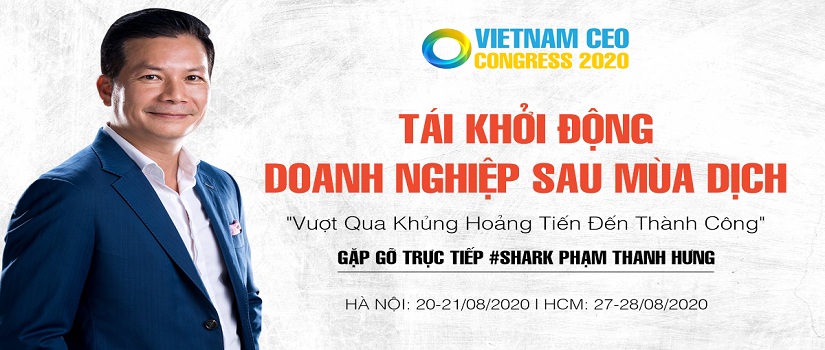 VIETNAM CEO
CONGRESS 2020
TÁI KHỞI ĐỘNG
DOANH NGHIỆP SAU MÙA DỊCH
"Vượt Qua Khủng Hoảng Tiến Đến Thành Công"
GẶP GỠ TRỰC TIẾP #SHARK PHẠM THANH HƯNG
HÀ NỘI: 20-21/08/2020 I HCM: 27-28/08/2020